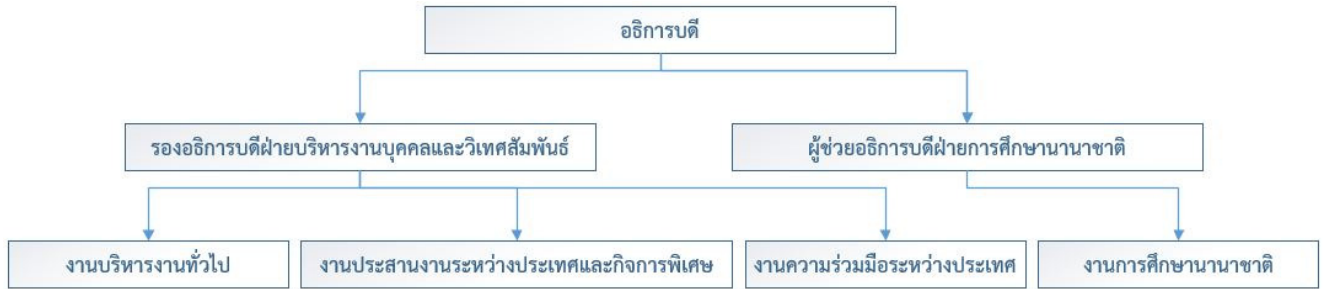 อธิการบดี
รองอธิการบดีฝ่ายบริหารงานบุคคลและวิเทศสัมพันธ์
ผู้ช่วยอธิการบดีฝ่ายการศึกษานานาชาติ
งานบริหารงานทั่วไป
งานประสานงานระหว่างประเทศและกิจการพิเศษ
งานความร่วมมือระหว่างประเทศ
งานการศึกษานานาชาติ